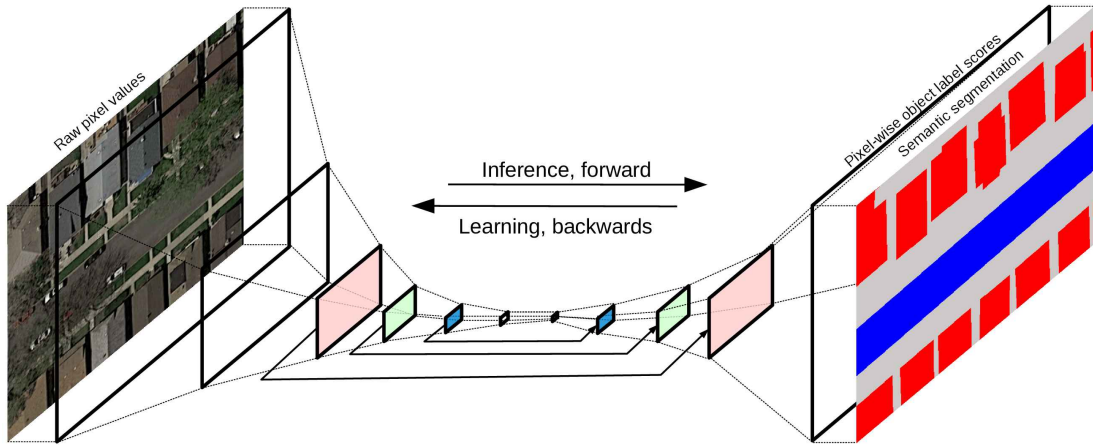 Raw pixel values
Inference, forward
Learning, backwards
Pixel-wise object label scores
Semantic segmentation